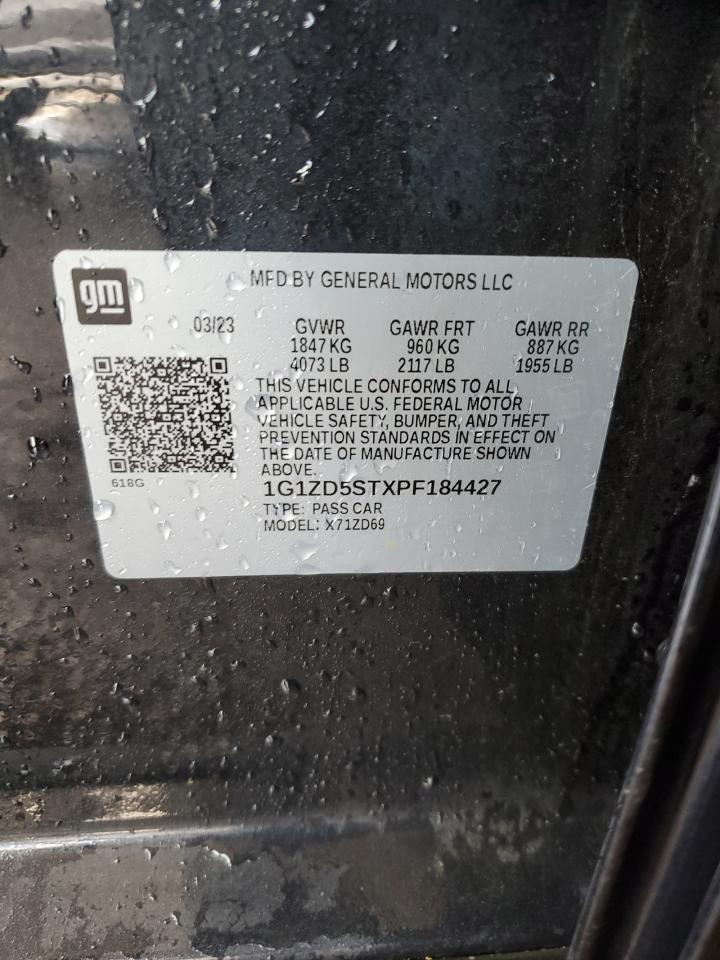 gm
MFD BY GENERAL MOTORS LLC
03/23 GVWR GAWR FRT GAWR RR
1847 KG 960 KG 887 KG
4073 LB 2117 LB 1955 LB
THIS VEHICLE CONFORMS TO ALL
APPLICABLE U.S. FEDERAL MOTOR
VEHICLE SAFETY, BUMPER, AND THEFT
PREVENTION STANDARDS IN EFFECT ON
THE DATE OF MANUFACTURE SHOWN
ABOVE.
618G
1G1ZD5STXPF184427
TYPE: PASS CAR
MODEL: X71ZD69